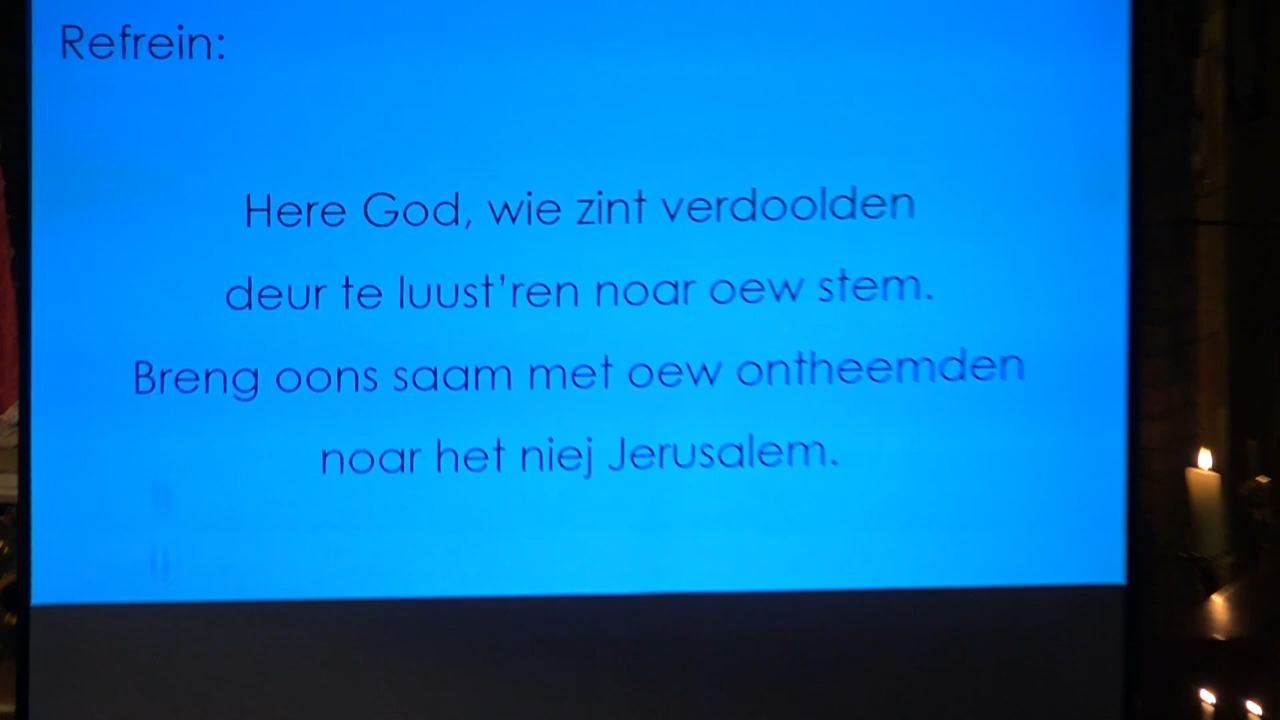 Refrein:
Here God, wie zint verdoolden
deur te luust'ren noar oew stem.
Breng oons saam met oew ontheemden
noar het niej Jerusalem.